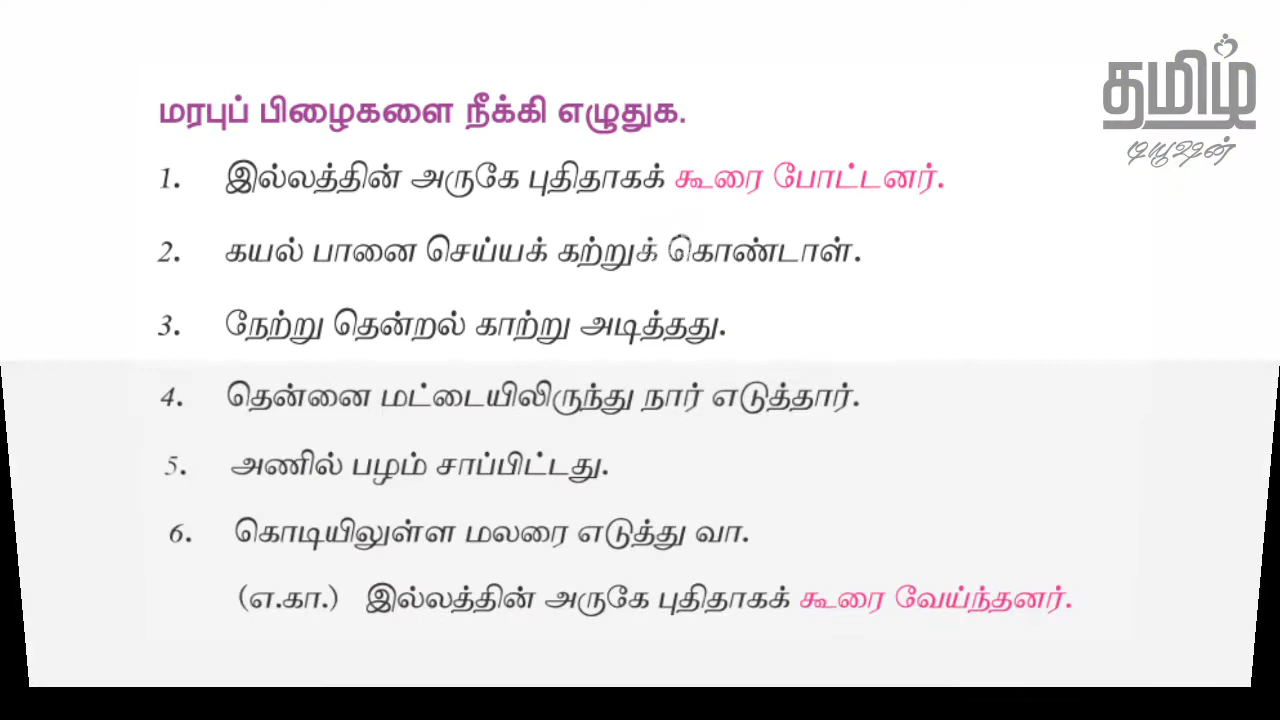 தமிழ்
டியூஷன்
மரபுப் பிழைகளை நீக்கி எழுதுக.
1. இல்லத்தின் அருகே புதிதாகக் கூரை போட்டனர்.
2. கயல் பானை செய்யக் கற்றுக் கொண்டாள்.
3. நேற்று தென்றல் காற்று அடித்தது.
4. தென்னை மட்டையிலிருந்து நார் எடுத்தார்.
5. அணில் பழம் சாப்பிட்டது.
6. கொடியிலுள்ள மலரை எடுத்து வா.
(எ.கா.) இல்லத்தின் அருகே புதிதாகக் கூரை வேய்ந்தனர்.